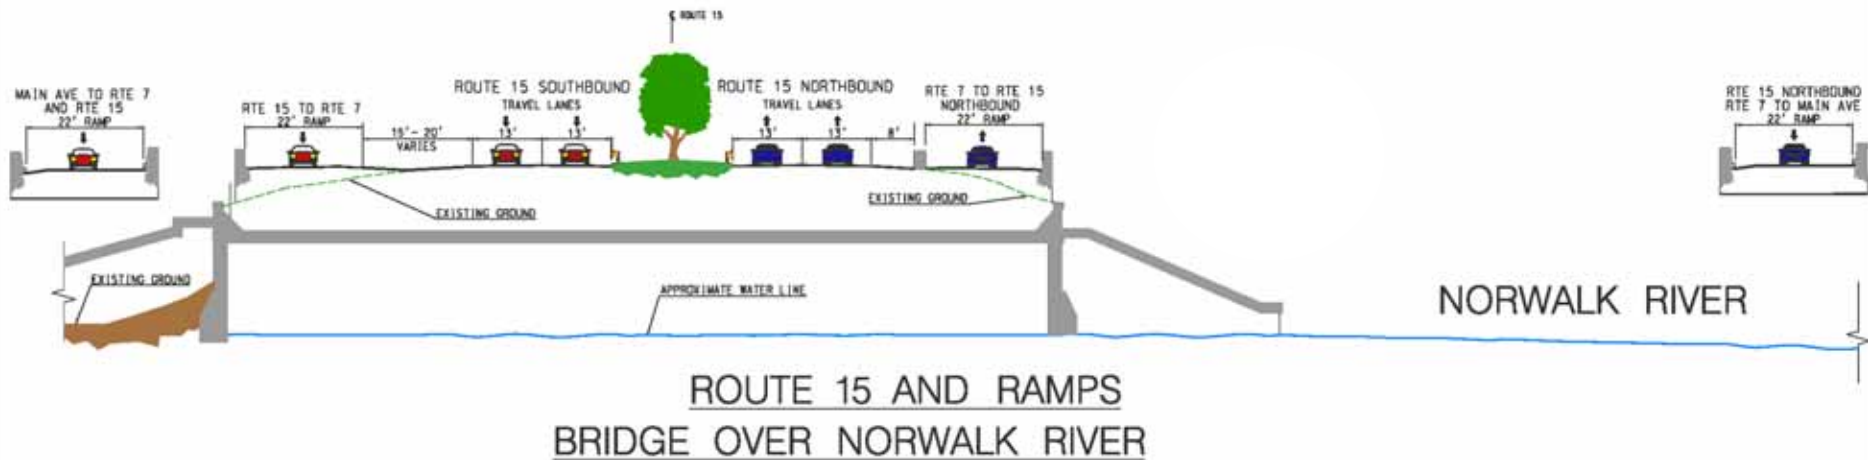 ℄ ROUTE 15
MAIN AVE TO RTE 7
AND RTE 15
22' RAMP
RTE 15 TO RTE 7
22' RAMP
15'- 20'
VARIES
ROUTE 15 SOUTHBOUND
TRAVEL LANES
13'
13'
ROUTE 15 NORTHBOUND
TRAVEL LANES
13'
13'
8'
RTE 7 TO RTE 15
NORTHBOUND
22' RAMP
RTE 15 NORTHBOUND
RTE 7 TO MAIN AVE
22' RAMP
EXISTING GROUND
EXISTING GROUND
EXISTING GROUND
APPROXIMATE WATER LINE
NORWALK RIVER
ROUTE 15 AND RAMPS
BRIDGE OVER NORWALK RIVER